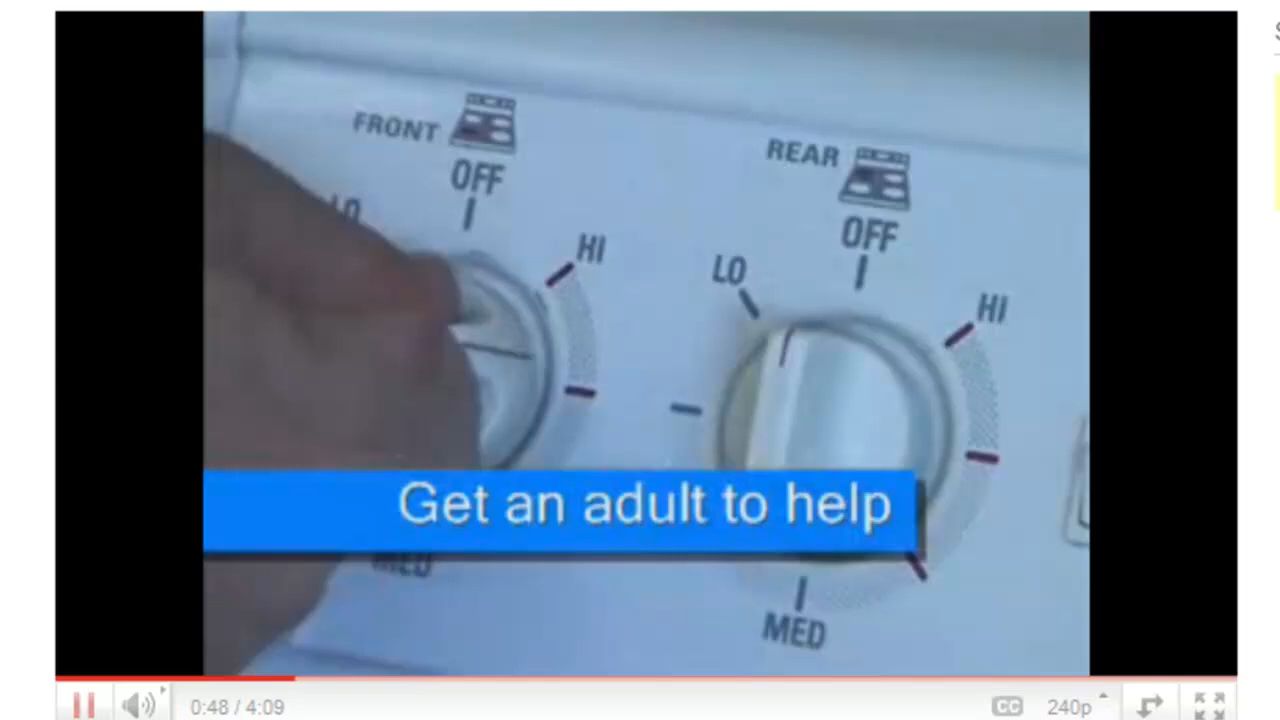 FRONT
OFF
LO
HI
REAR
OFF
LO
HI
Get an adult to help
MED
MED
0:48 / 4:09
CC
240p